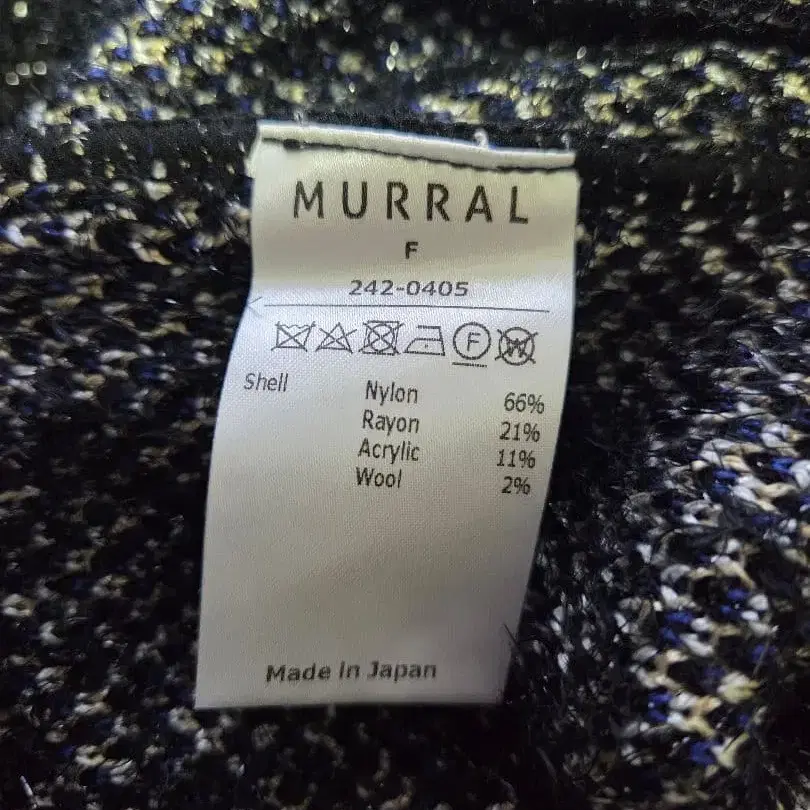 MURRAL
F
242-0405
F W
Shell Nylon 66%
Rayon 21%
Acrylic 11%
Wool 2%
Made in Japan